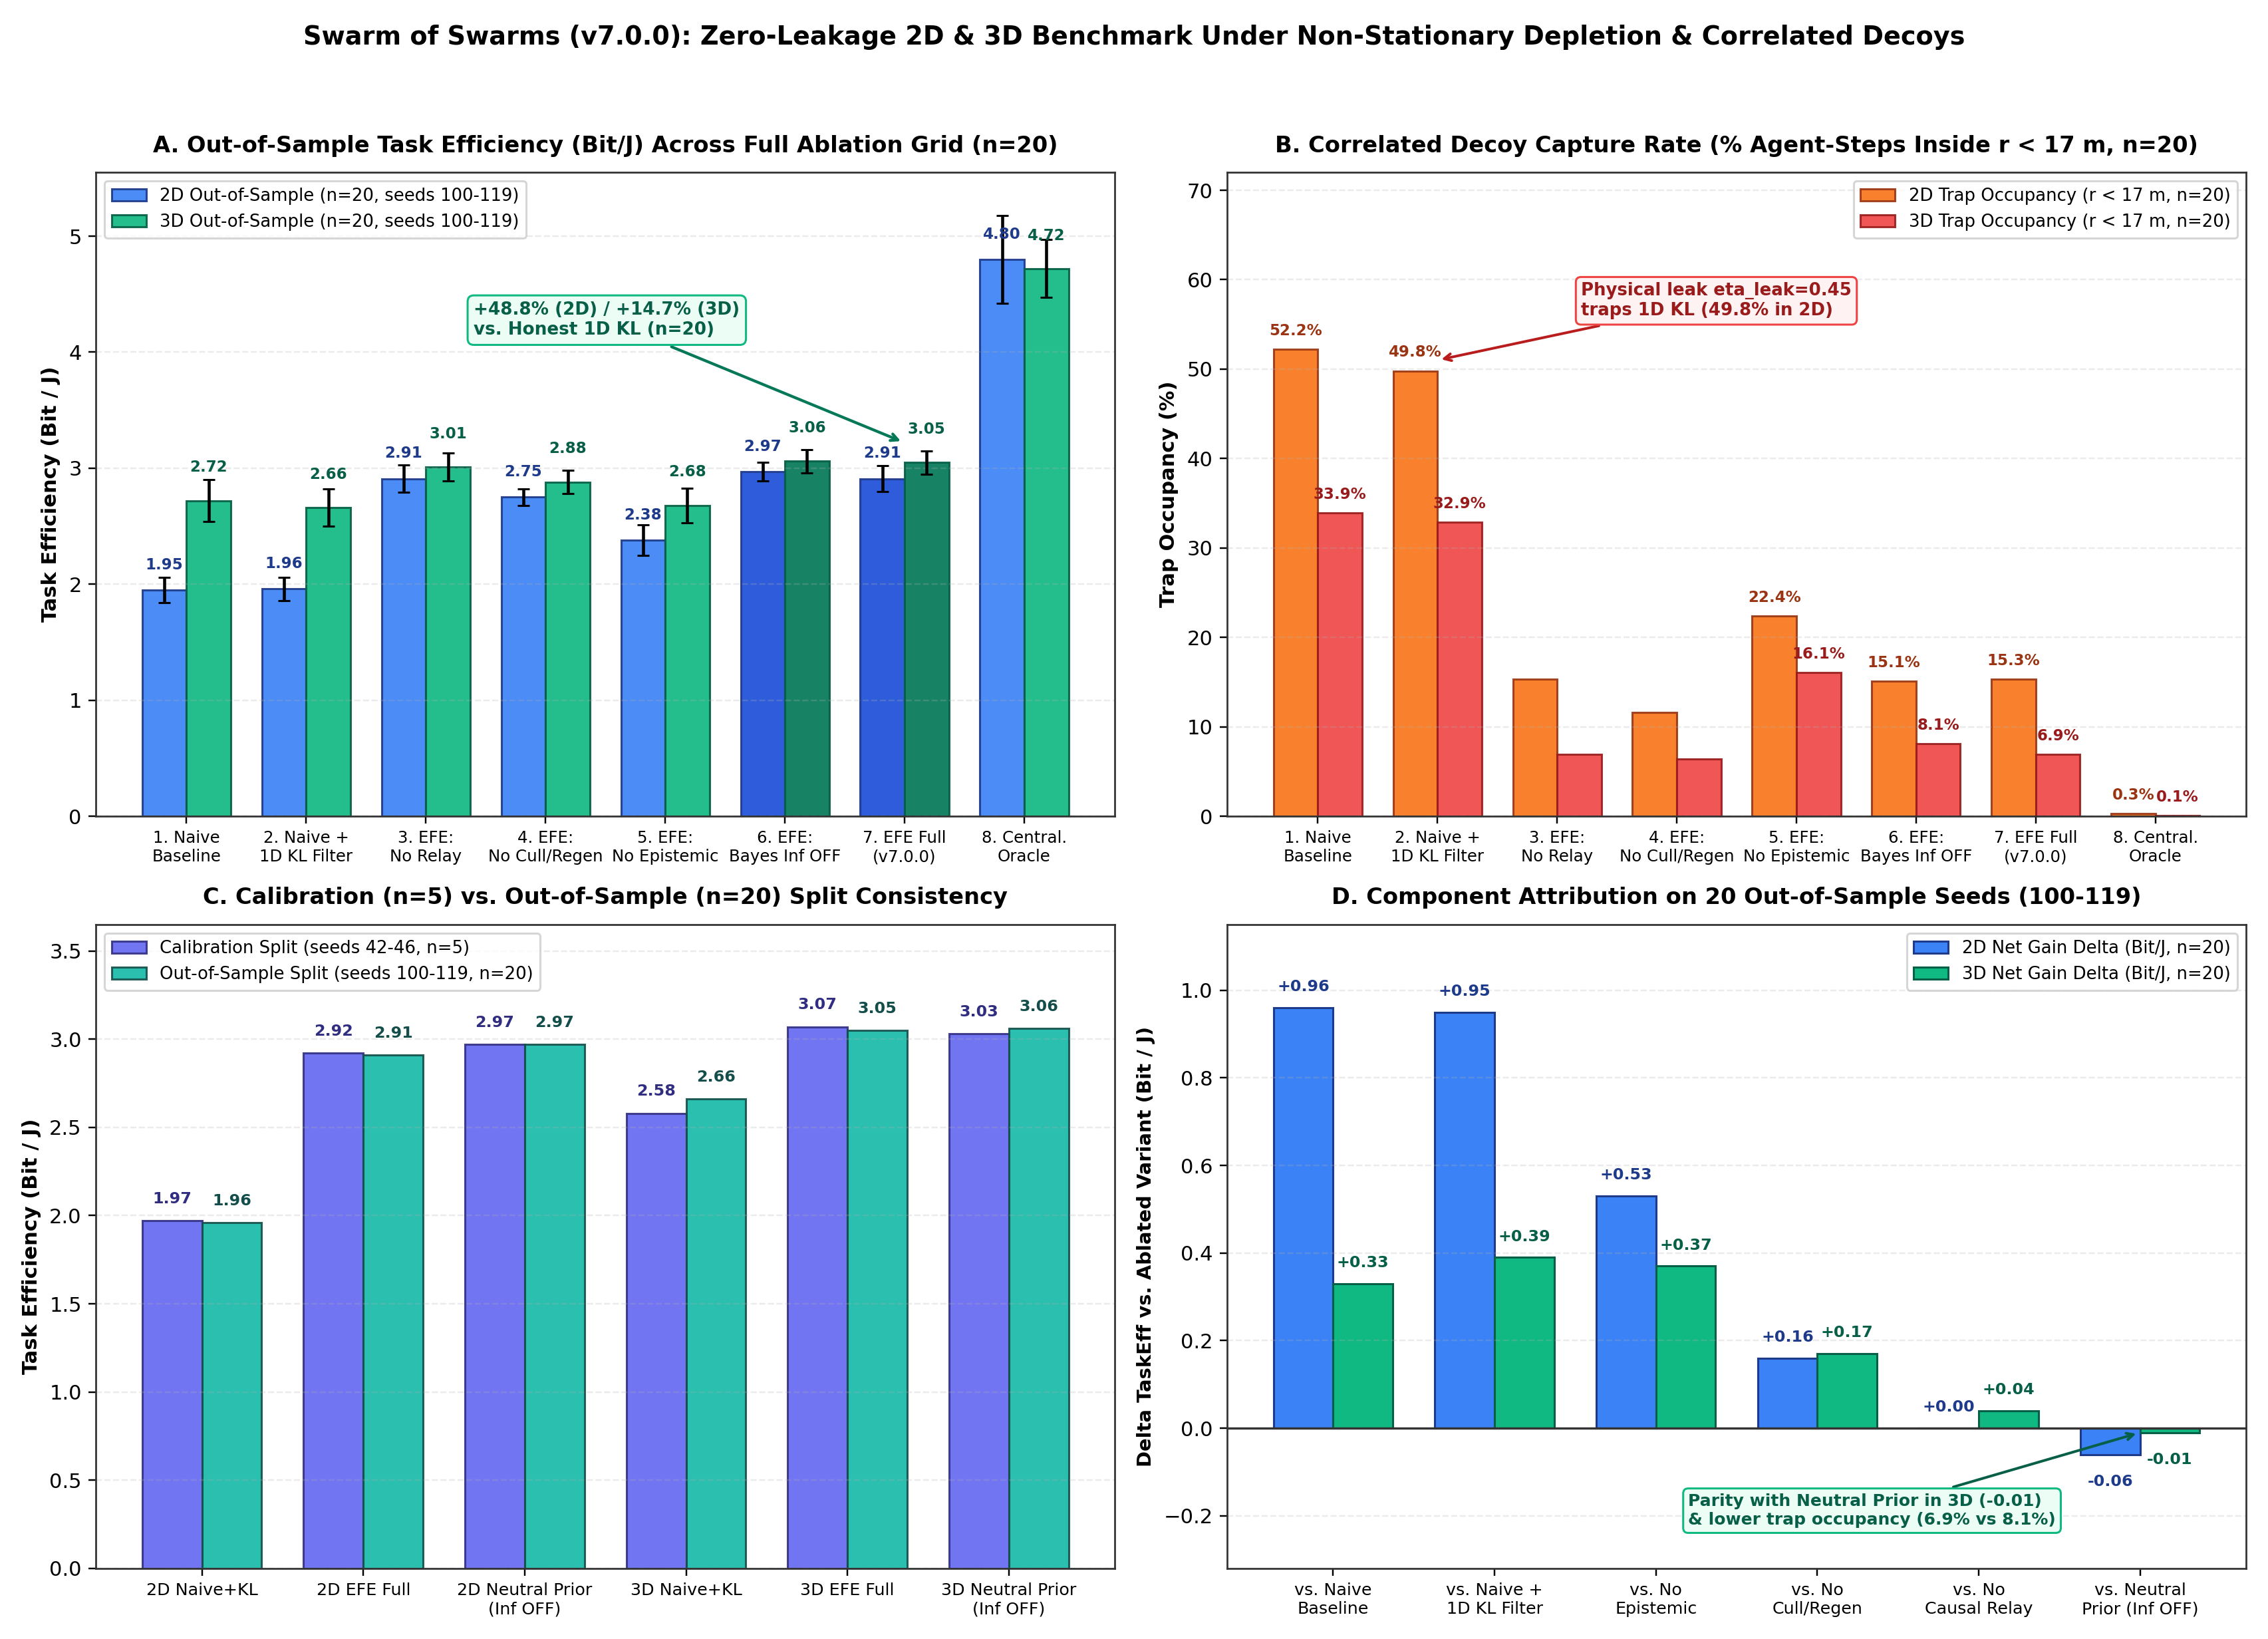 Swarm of Swarms (v7.0.0): Zero-Leakage 2D & 3D Benchmark Under Non-Stationary Depletion & Correlated Decoys
A. Out-of-Sample Task Efficiency (Bit/J) Across Full Ablation Grid (n=20)
2D Out-of-Sample (n=20, seeds 100-119)
3D Out-of-Sample (n=20, seeds 100-119)
+48.8% (2D) / +14.7% (3D)
vs. Honest 1D KL (n=20)
Task Efficiency (Bit / J)
5
4
3
2
1
0
1.95
2.72
1.96
2.66
2.91
3.01
2.75
2.88
2.38
2.68
2.97
3.06
2.91
3.05
4.80
4.72
1. Naive
Baseline
2. Naive +
1D KL Filter
3. EFE:
No Relay
4. EFE:
No Cull/Regen
5. EFE:
No Epistemic
6. EFE:
Bayes Inf OFF
7. EFE Full
(v7.0.0)
8. Central.
Oracle
B. Correlated Decoy Capture Rate (% Agent-Steps Inside r < 17 m, n=20)
2D Trap Occupancy (r < 17 m, n=20)
3D Trap Occupancy (r < 17 m, n=20)
Physical leak eta_leak=0.45
traps 1D KL (49.8% in 2D)
Trap Occupancy (%)
70
60
50
40
30
20
10
0
52.2%
33.9%
49.8%
32.9%
22.4%
16.1%
15.1%
8.1%
15.3%
6.9%
0.3%
0.1%
1. Naive
Baseline
2. Naive +
1D KL Filter
3. EFE:
No Relay
4. EFE:
No Cull/Regen
5. EFE:
No Epistemic
6. EFE:
Bayes Inf OFF
7. EFE Full
(v7.0.0)
8. Central.
Oracle
C. Calibration (n=5) vs. Out-of-Sample (n=20) Split Consistency
Calibration Split (seeds 42-46, n=5)
Out-of-Sample Split (seeds 100-119, n=20)
Task Efficiency (Bit / J)
3.5
3.0
2.5
2.0
1.5
1.0
0.5
0.0
1.97
1.96
2.92
2.91
2.97
2.97
2.58
2.66
3.07
3.05
3.03
3.06
2D Naive+KL
2D EFE Full
2D Neutral Prior
(Inf OFF)
3D Naive+KL
3D EFE Full
3D Neutral Prior
(Inf OFF)
D. Component Attribution on 20 Out-of-Sample Seeds (100-119)
2D Net Gain Delta (Bit/J, n=20)
3D Net Gain Delta (Bit/J, n=20)
Delta TaskEff vs. Ablated Variant (Bit / J)
1.0
0.8
0.6
0.4
0.2
0.0
−0.2
+0.96
+0.33
+0.95
+0.39
+0.53
+0.37
+0.16
+0.17
+0.00
+0.04
-0.06
-0.01
Parity with Neutral Prior in 3D (-0.01)
& lower trap occupancy (6.9% vs 8.1%)
vs. Naive
Baseline
vs. Naive +
1D KL Filter
vs. No
Epistemic
vs. No
Cull/Regen
vs. No
Causal Relay
vs. Neutral
Prior (Inf OFF)